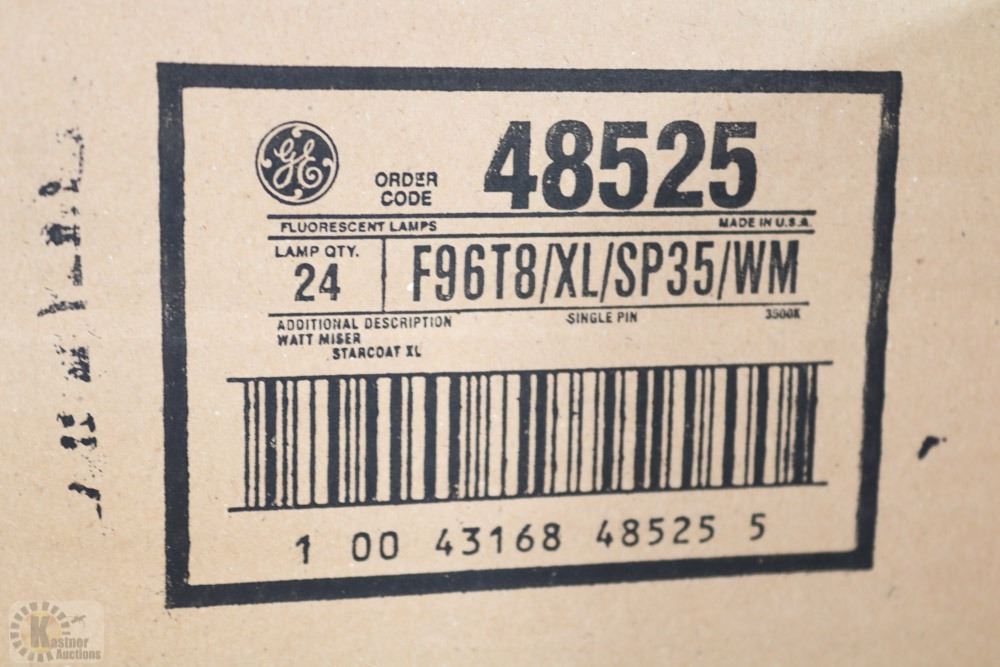 GE
ORDER CODE 48525
FLUORESCENT LAMPS MADE IN U.S.A.
LAMP QTY.
24 F96T8/XL/SP35/WM
ADDITIONAL DESCRIPTION SINGLE PIN 3500K
WATT MISER
STARCOAT XL
1 00 43168 48525 5
Kastner
Auctions